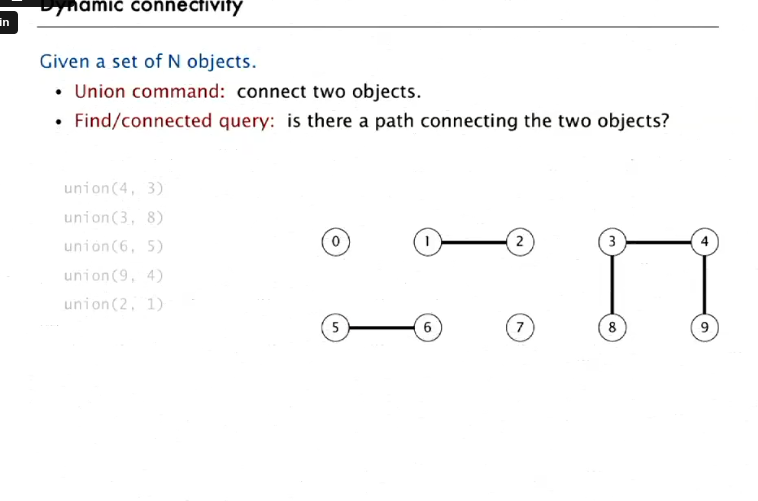 Dynamic connectivity
in
Given a set of N objects.
• Union command: connect two objects.
• Find/connected query: is there a path connecting the two objects?
union(4, 3)
union(3, 8)
union(6, 5)
union(9, 4)
union(2, 1)
0 1 2 3 4
5 6 7 8 9